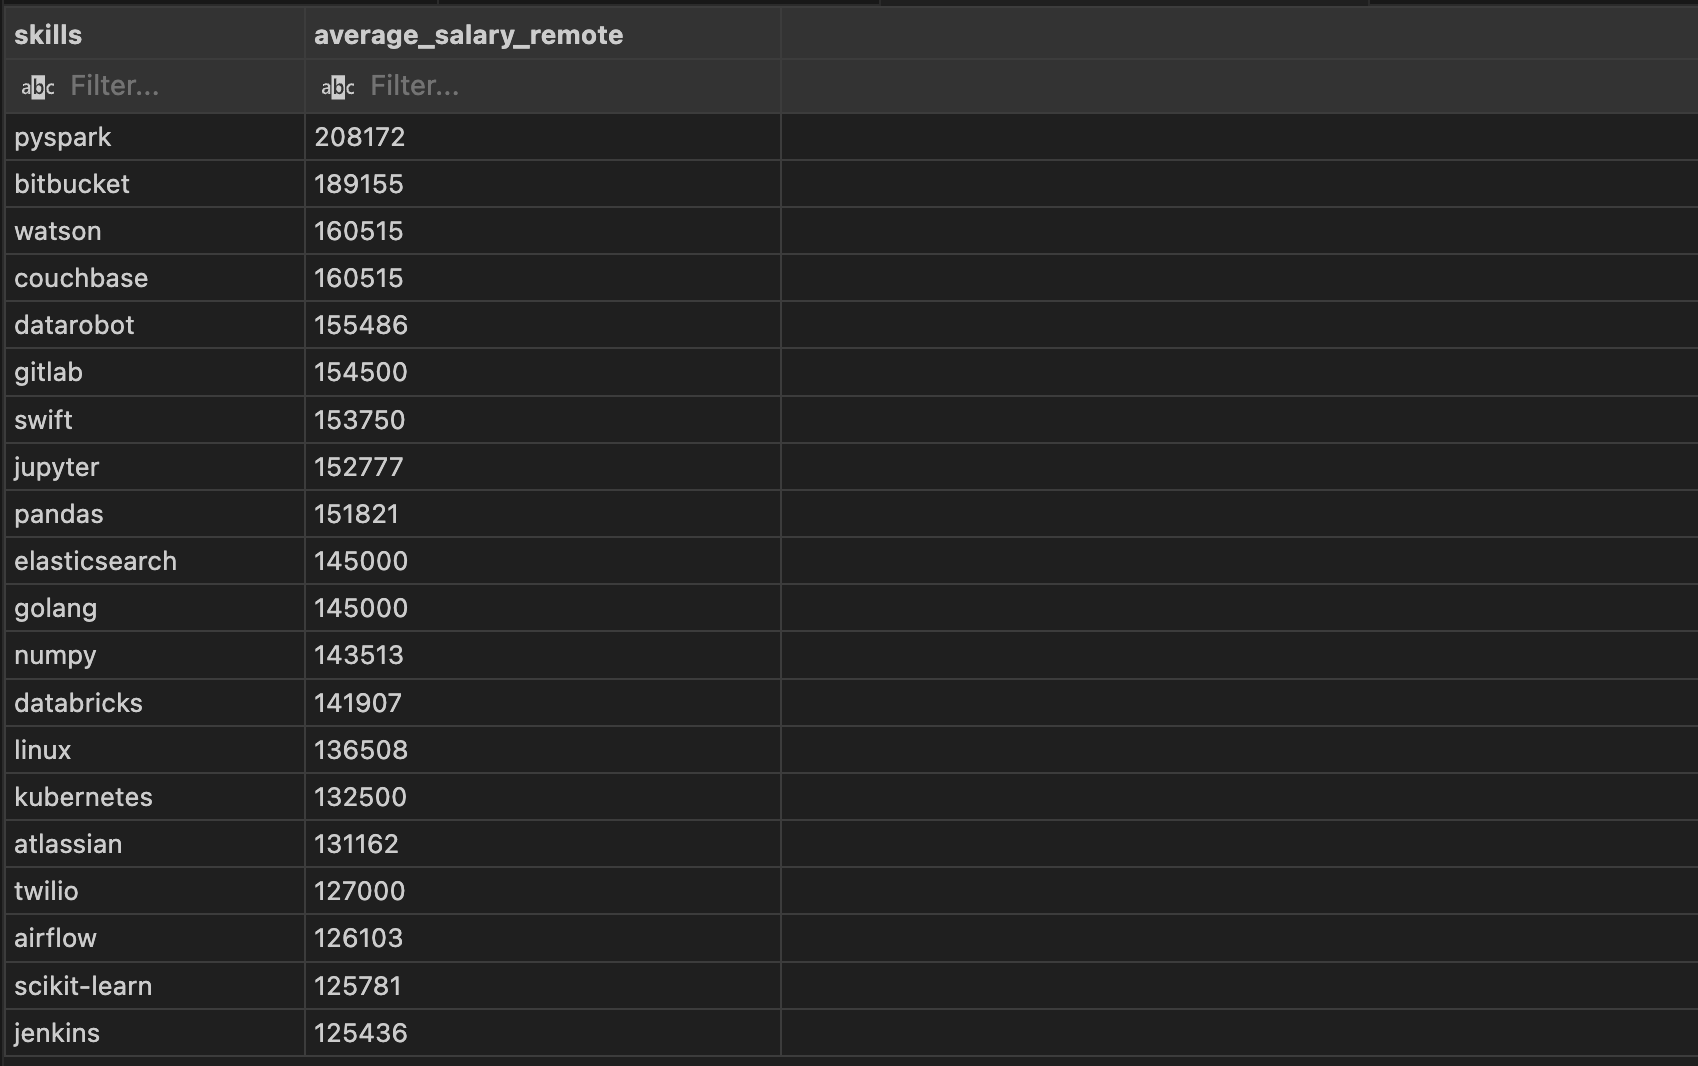 skills average_salary_remote
abc Filter... abc Filter...
pyspark 208172
bitbucket 189155
watson 160515
couchbase 160515
datarobot 155486
gitlab 154500
swift 153750
jupyter 152777
pandas 151821
elasticsearch 145000
golang 145000
numpy 143513
databricks 141907
linux 136508
kubernetes 132500
atlassian 131162
twilio 127000
airflow 126103
scikit-learn 125781
jenkins 125436